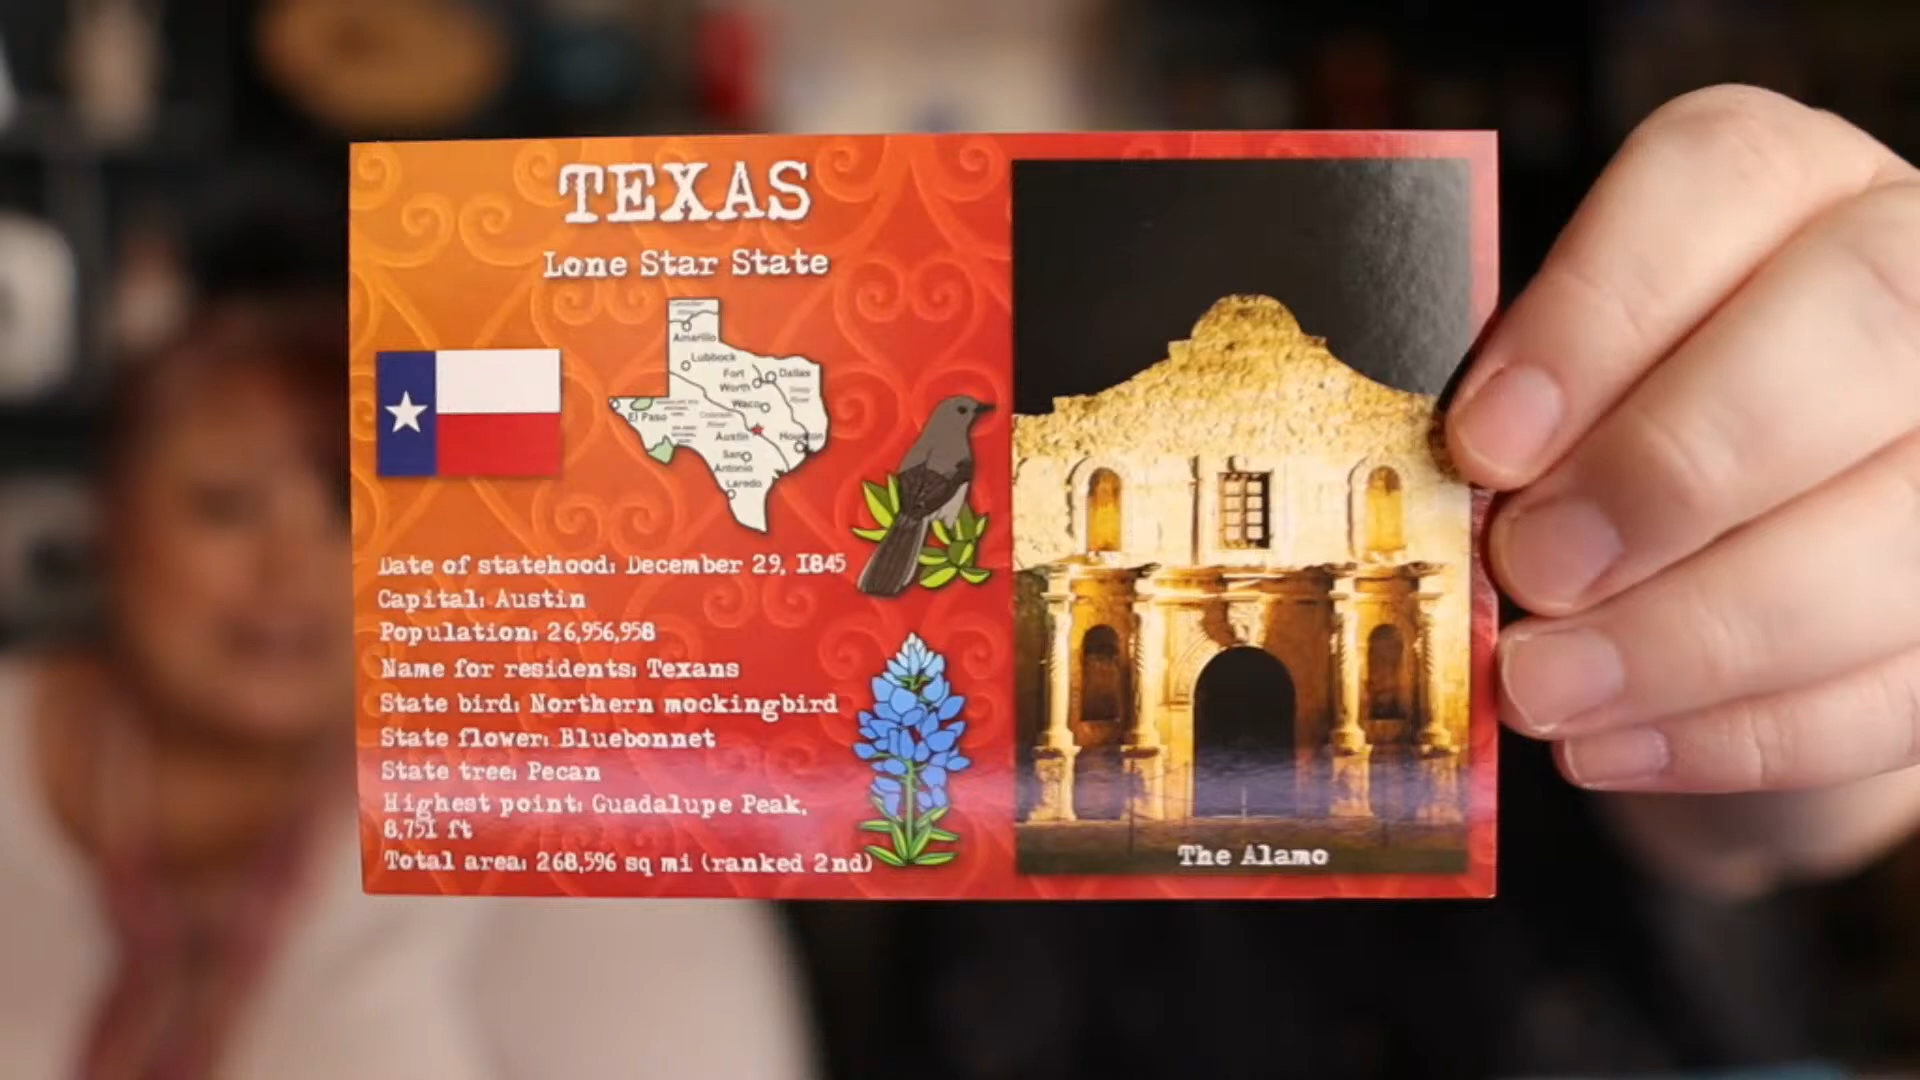 TEXAS
Lone Star State
Amarillo
Lubbock
Fort
Worth
Dallas
Waco
El Paso
Austin
Houston
San
Antonio
Laredo
Date of statehood: December 29, 1845
Capital: Austin
Population: 26,956,958
Name for residents: Texans
State bird: Northern mockingbird
State flower: Bluebonnet
State tree: Pecan
Highest point: Guadalupe Peak,
8,751 ft
Total area: 268,596 sq mi (ranked 2nd)
The Alamo